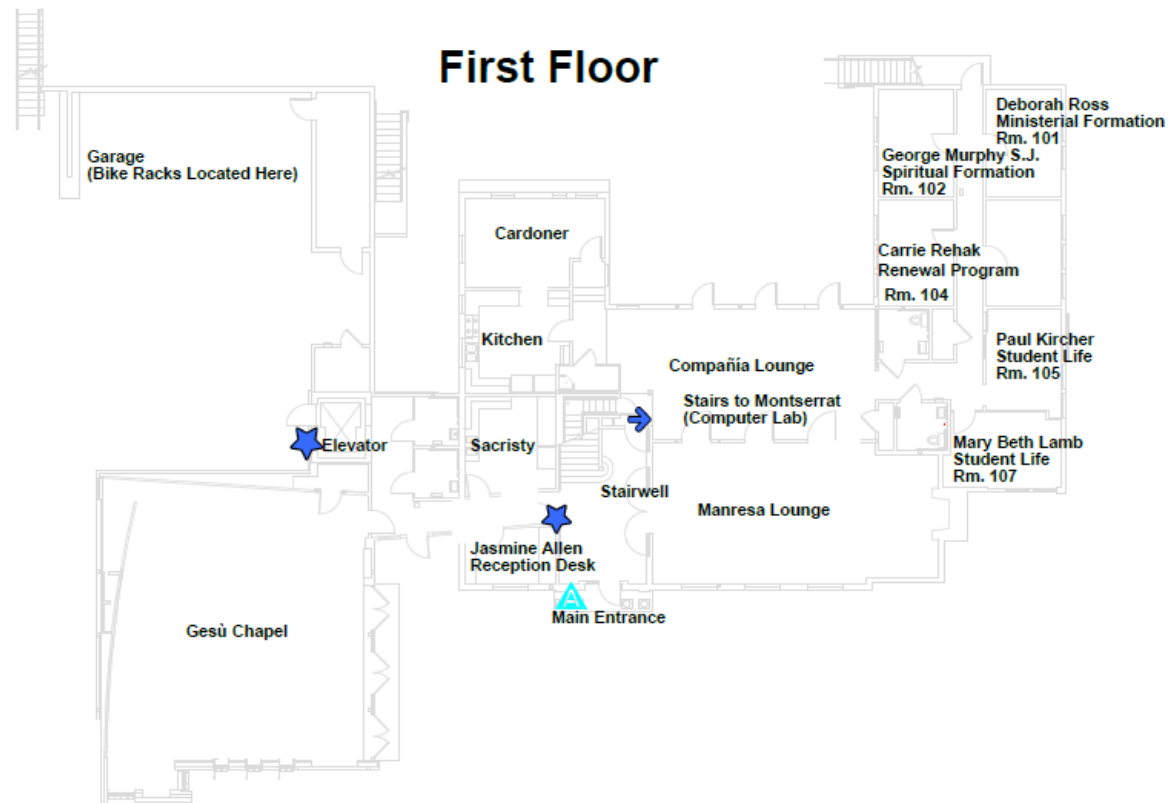 First Floor
Deborah Ross
Ministerial Formation
Rm. 101
Garage
(Bike Racks Located Here)
George Murphy S.J.
Spiritual Formation
Rm. 102
Cardoner
Carrie Rehak
Renewal Program
Rm. 104
Kitchen
Paul Kircher
Student Life
Rm. 105
Compañía Lounge
Stairs to Montserrat
(Computer Lab)
Elevator
Sacristy
Mary Beth Lamb
Student Life
Rm. 107
Stairwell
Manresa Lounge
Jasmine Allen
Reception Desk
A
Main Entrance
Gesù Chapel